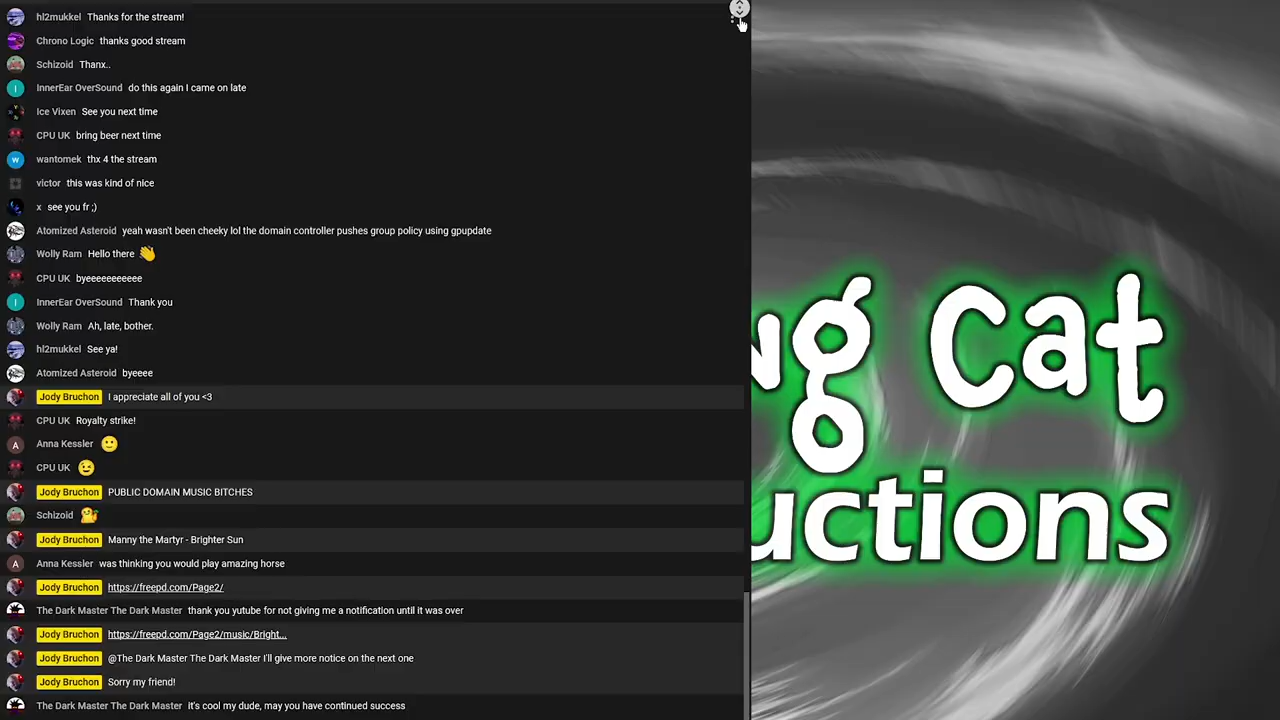 hl2mukkel Thanks for the stream!
Chrono Logic thanks good stream
Schizoid Thanx..
I InnerEar OverSound do this again I came on late
Ice Vixen See you next time
CPU UK bring beer next time
w wantomek thx 4 the stream
victor this was kind of nice
x see you fr ;)
Atomized Asteroid yeah wasn't been cheeky lol the domain controller pushes group policy using gpupdate
Wolly Ram Hello there 👋
CPU UK byeeeeeeeeeee
I InnerEar OverSound Thank you
Wolly Ram Ah, late, bother.
hl2mukkel See ya!
Atomized Asteroid byeeee
Jody Bruchon I appreciate all of you <3
CPU UK Royalty strike!
A Anna Kessler 🙂
CPU UK 😉
Jody Bruchon PUBLIC DOMAIN MUSIC BITCHES
Schizoid
Jody Bruchon Manny the Martyr - Brighter Sun
A Anna Kessler was thinking you would play amazing horse
Jody Bruchon https://freepd.com/Page2/
The Dark Master The Dark Master thank you yutube for not giving me a notification until it was over
Jody Bruchon https://freepd.com/Page2/music/Bright...
Jody Bruchon @The Dark Master The Dark Master I'll give more notice on the next one
Jody Bruchon Sorry my friend!
The Dark Master The Dark Master it's cool my dude, may you have continued success
ng Cat
uctions